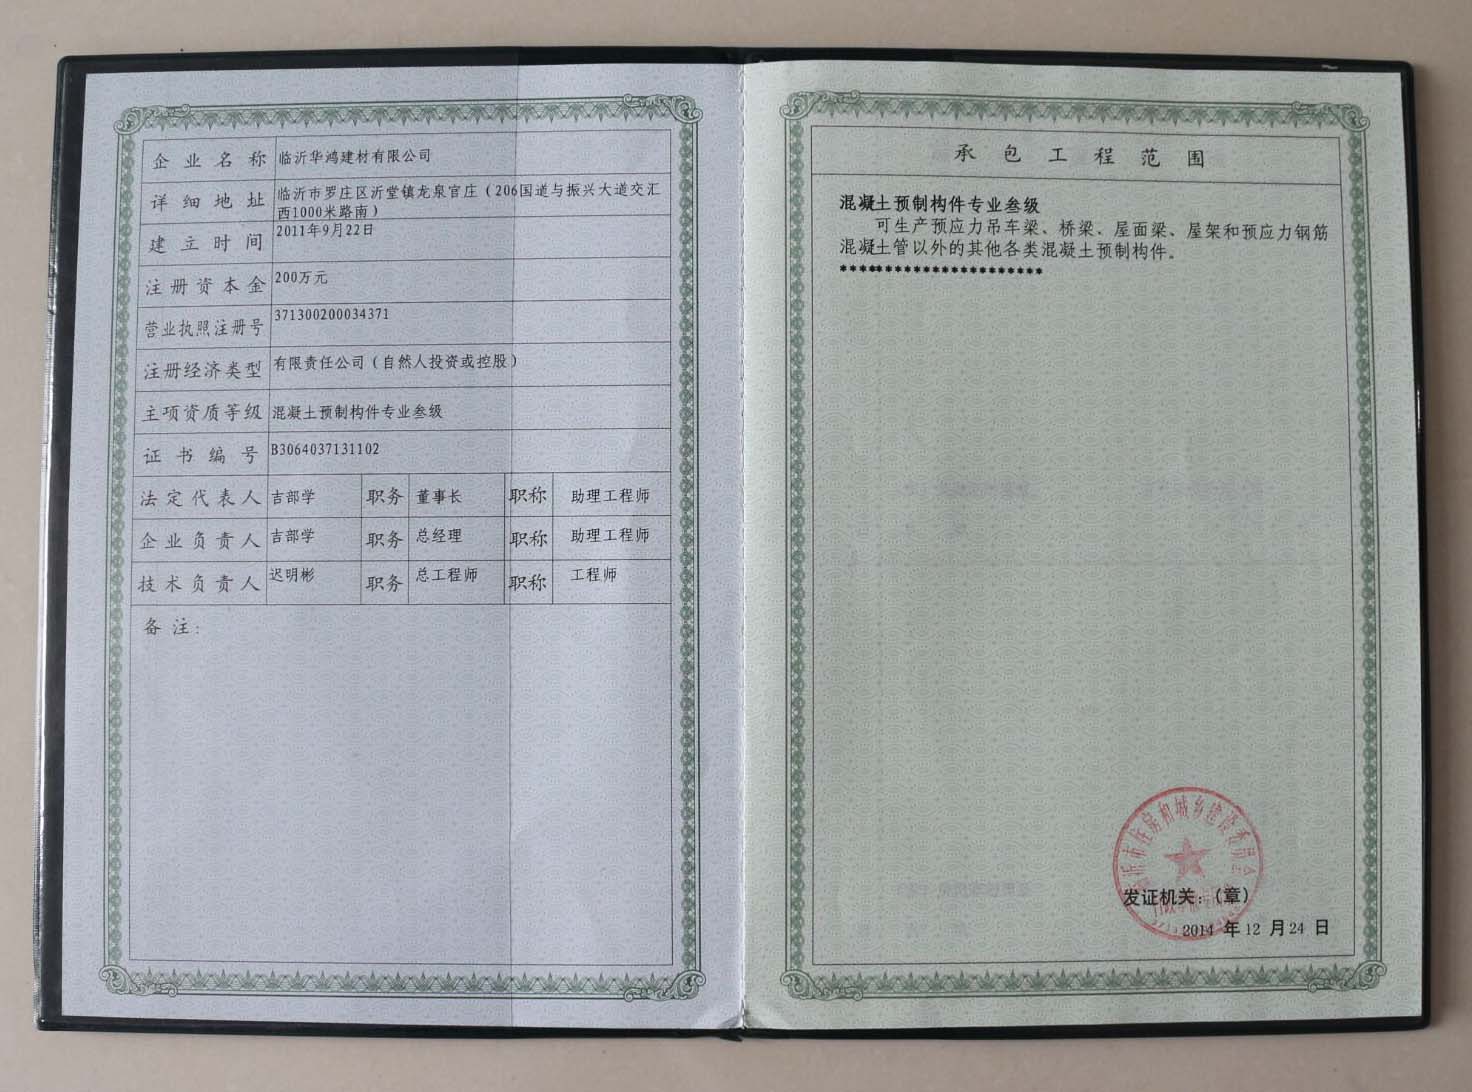 企业名称 临沂华鸿建材有限公司
详细地址 临沂市罗庄区沂堂镇龙泉官庄（206国道与振兴大道交汇
西1000米路南）
建立时间 2011年9月22日
注册资本金 200万元
营业执照注册号 371300200034371
注册经济类型 有限责任公司（自然人投资或控股）
主项资质等级 混凝土预制构件专业叁级
证书编号 B3064037131102
法定代表人 吉部学 职务 董事长 职称 助理工程师
企业负责人 吉部学 职务 总经理 职称 助理工程师
技术负责人 迟明彬 职务 总工程师 职称 工程师
备注:
承包工程范围
混凝土预制构件专业叁级
可生产预应力吊车梁、桥梁、屋面梁、屋架和预应力钢筋
混凝土管以外的其他各类混凝土预制构件。
***********************
临沂市住房和城乡建设委员会
发证机关:（章）
2014 年 12 月 24 日